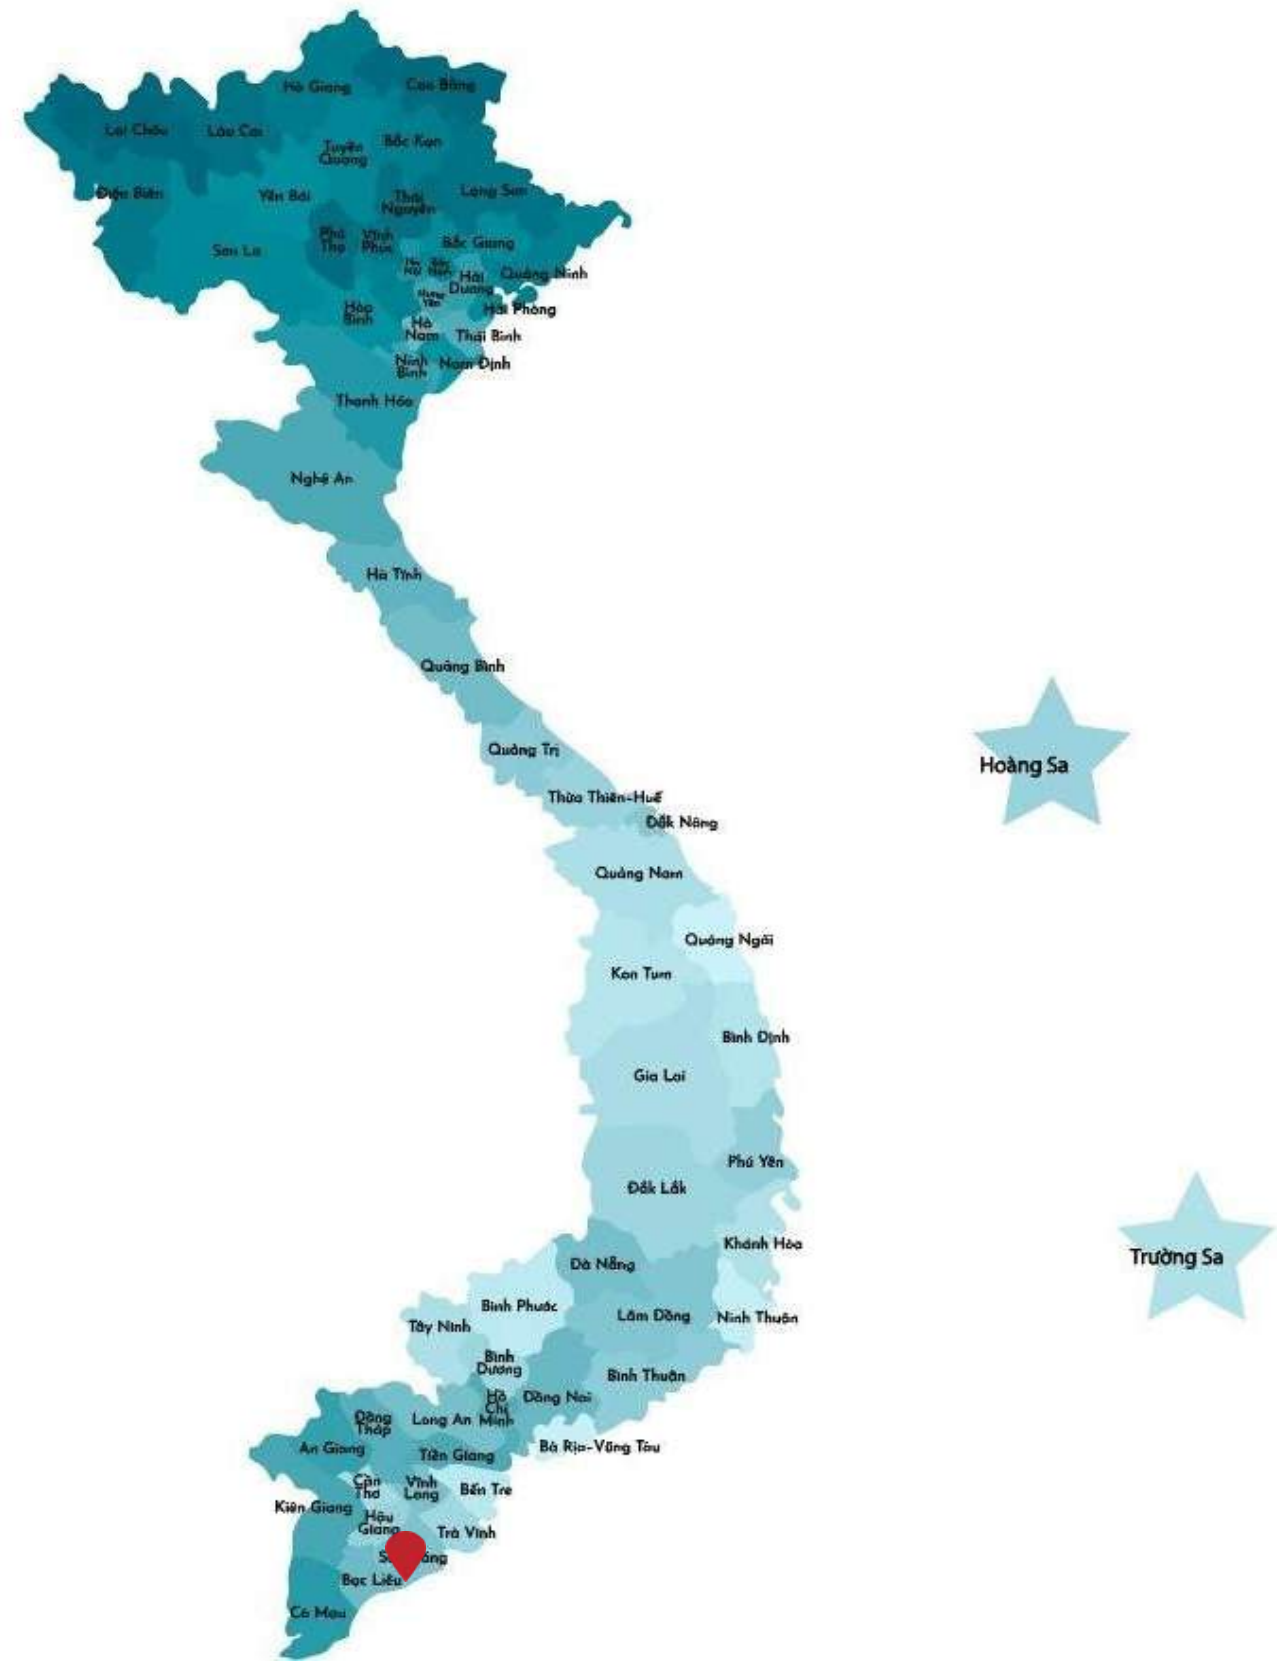 Hà Giang
Cao Bằng
Lai Châu
Lào Cai
Tuyên
Quang
Bắc Kạn
Điện Biên
Yên Bái
Thái
Nguyên
Lạng Sơn
Phú
Thọ
Vĩnh
Phúc
Bắc Giang
Sơn La
Hải
Dương
Quảng Ninh
Hưng
Yên
Hải Phòng
Hòa
Bình
Hà
Nam
Thái Bình
Ninh
Bình
Nam Định
Thanh Hóa
Nghệ An
Hà Tĩnh
Quảng Bình
Quảng Trị
Hoàng Sa
Thừa Thiên-Huế
Đắk Nông
Quảng Nam
Quảng Ngãi
Kon Tum
Bình Định
Gia Lai
Phú Yên
Đắk Lắk
Khánh Hòa
Trường Sa
Đà Nẵng
Bình Phước
Lâm Đồng
Ninh Thuận
Tây Ninh
Bình
Dương
Bình Thuận
Hồ
Chí
Minh
Đồng Nai
Đồng
Tháp
Long An
An Giang
Tiền Giang
Bà Rịa-Vũng Tàu
Cần
Thơ
Vĩnh
Long
Bến Tre
Kiên Giang
Hậu
Giang
Trà Vinh
Bạc Liêu
Cà Mau